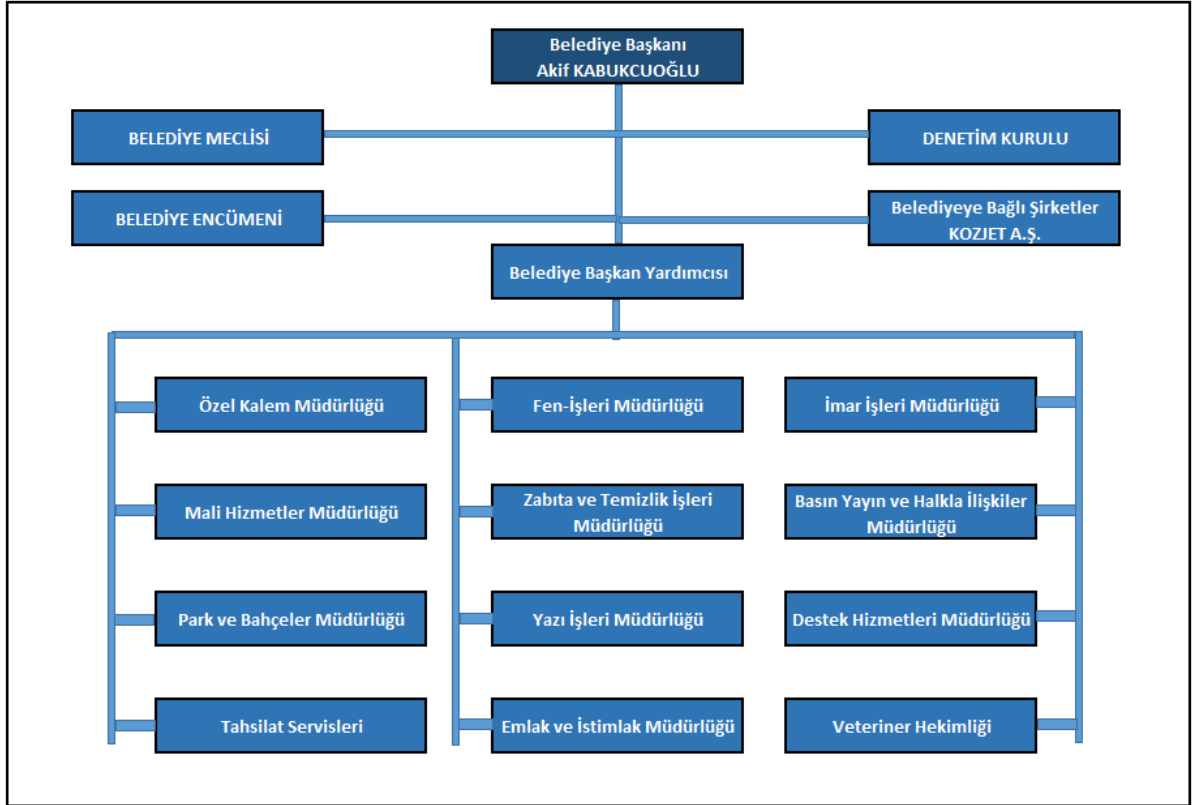 Belediye Başkanı
Akif KABUKCUOĞLU
BELEDİYE MECLİSİ
DENETİM KURULU
BELEDİYE ENCÜMENİ
Belediyeye Bağlı Şirketler
KOZJET A.Ş.
Belediye Başkan Yardımcısı
Özel Kalem Müdürlüğü
Fen-İşleri Müdürlüğü
İmar İşleri Müdürlüğü
Mali Hizmetler Müdürlüğü
Zabıta ve Temizlik İşleri
Müdürlüğü
Basın Yayın ve Halkla İlişkiler
Müdürlüğü
Park ve Bahçeler Müdürlüğü
Yazı İşleri Müdürlüğü
Destek Hizmetleri Müdürlüğü
Tahsilat Servisleri
Emlak ve İstimlak Müdürlüğü
Veteriner Hekimliği